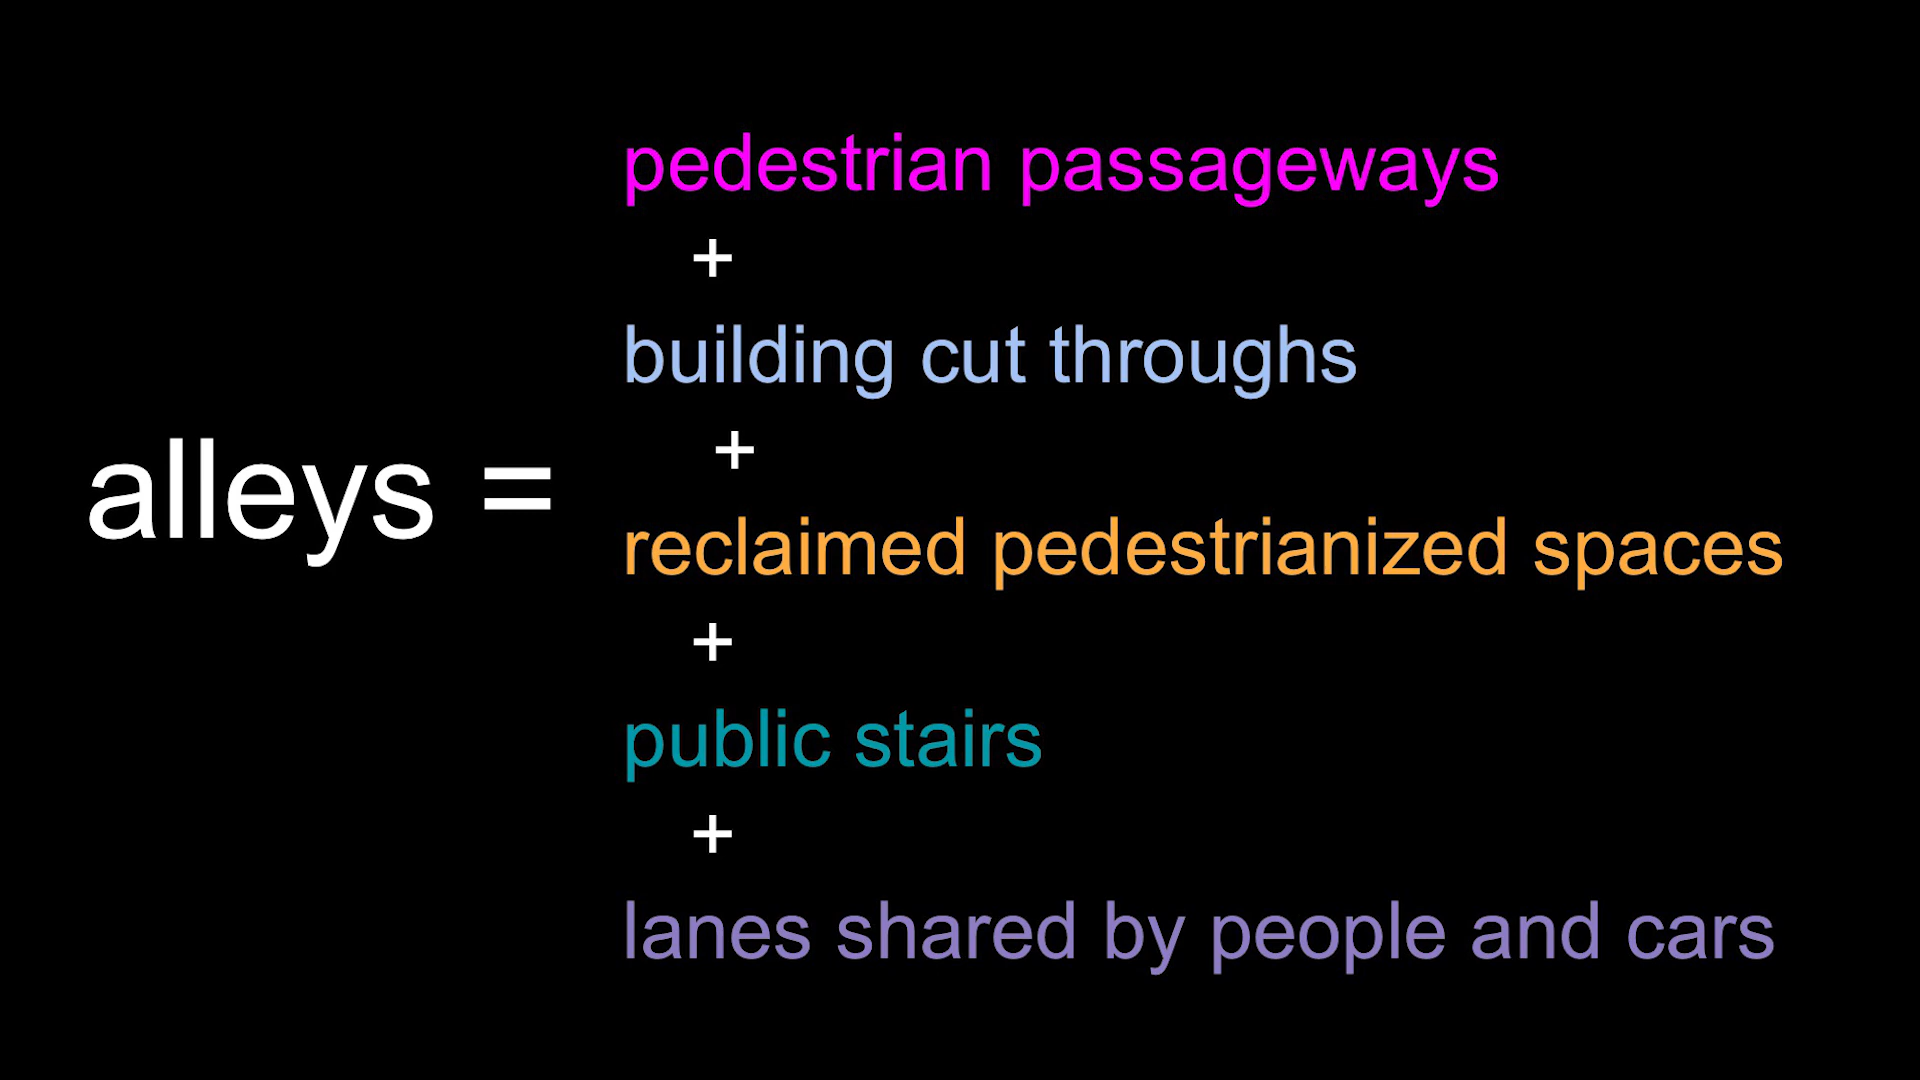 pedestrian passageways
+
building cut throughs
+
alleys =
reclaimed pedestrianized spaces
+
public stairs
+
lanes shared by people and cars